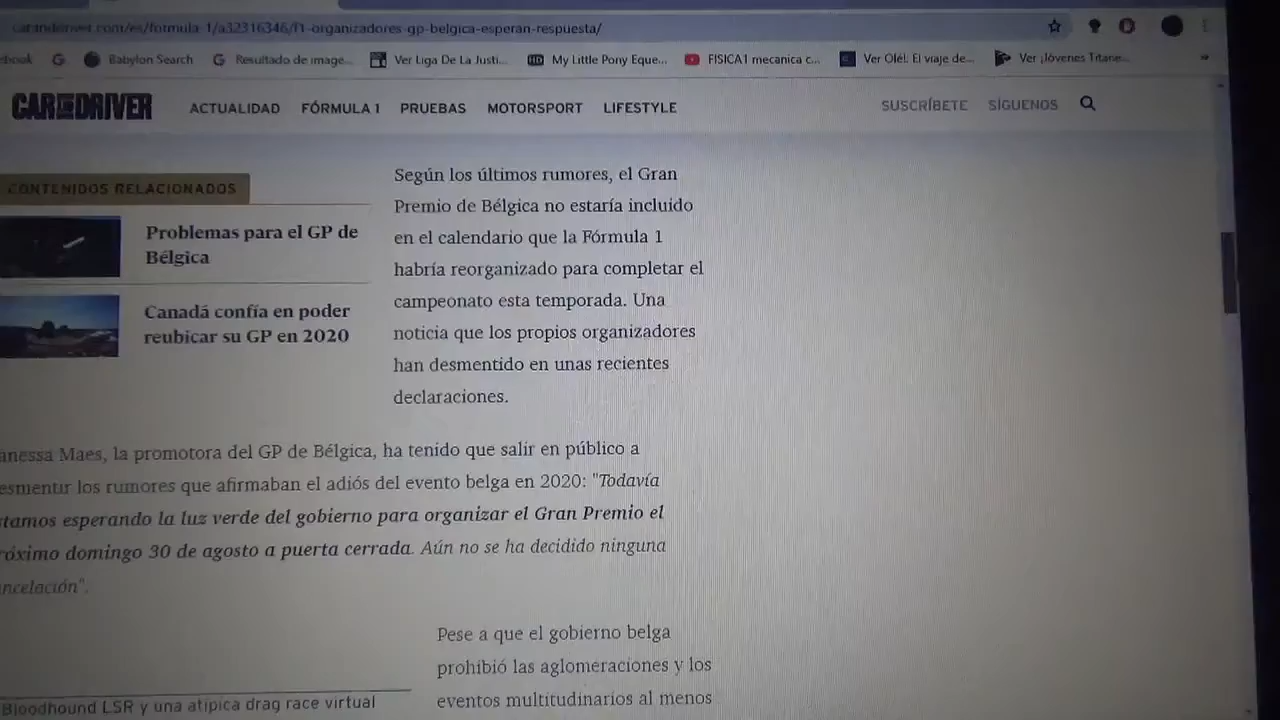 caranddriver.com/es/formula-1/a32316346/f1-organizadores-gp-belgica-esperan-respuesta/
ebook
Babylon Search
Resultado de image...
Ver Liga De La Justi...
HD
My Little Pony Eque...
FISICA1 mecanica c...
Ver Olé!. El viaje de...
Ver ¡Jóvenes Titane...
»
CAR AND DRIVER
ACTUALIDAD
FÓRMULA 1
PRUEBAS
MOTORSPORT
LIFESTYLE
SUSCRÍBETE
SÍGUENOS
CONTENIDOS RELACIONADOS
Problemas para el GP de
Bélgica
Canadá confía en poder
reubicar su GP en 2020
Según los últimos rumores, el Gran
Premio de Bélgica no estaría incluido
en el calendario que la Fórmula 1
habría reorganizado para completar el
campeonato esta temporada. Una
noticia que los propios organizadores
han desmentido en unas recientes
declaraciones.
anessa Maes, la promotora del GP de Bélgica, ha tenido que salir en público a
esmentir los rumores que afirmaban el adiós del evento belga en 2020: "Todavía
tamos esperando la luz verde del gobierno para organizar el Gran Premio el
róximo domingo 30 de agosto a puerta cerrada. Aún no se ha decidido ninguna
ncelación".
Pese a que el gobierno belga
prohibió las aglomeraciones y los
eventos multitudinarios al menos
Bloodhound LSR y una atípica drag race virtual